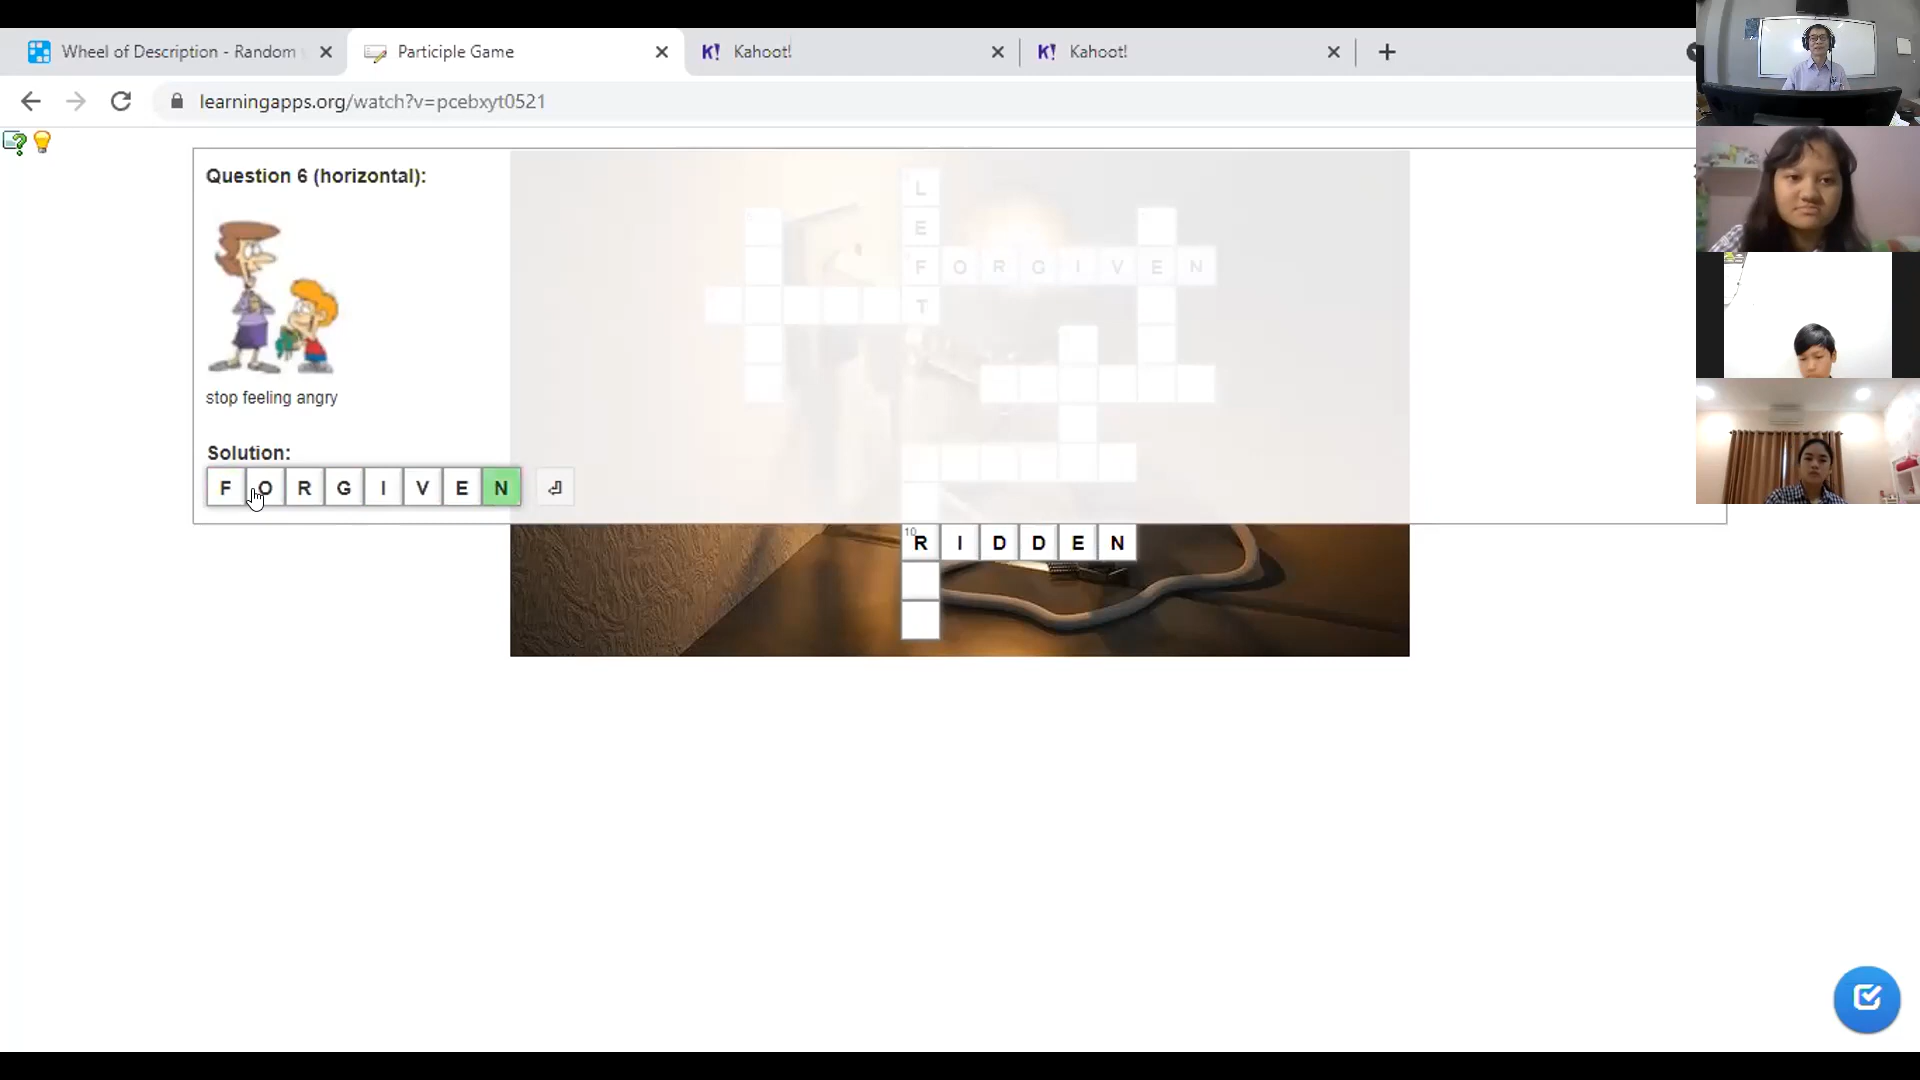 Wheel of Description - Random
Participle Game
Kahoot!
Kahoot!
learningapps.org/watch?v=pcebxyt0521
Question 6 (horizontal):
stop feeling angry
Solution:
F O R G I V E N
L
E
F O R G I V E N
T
10
R I D D E N